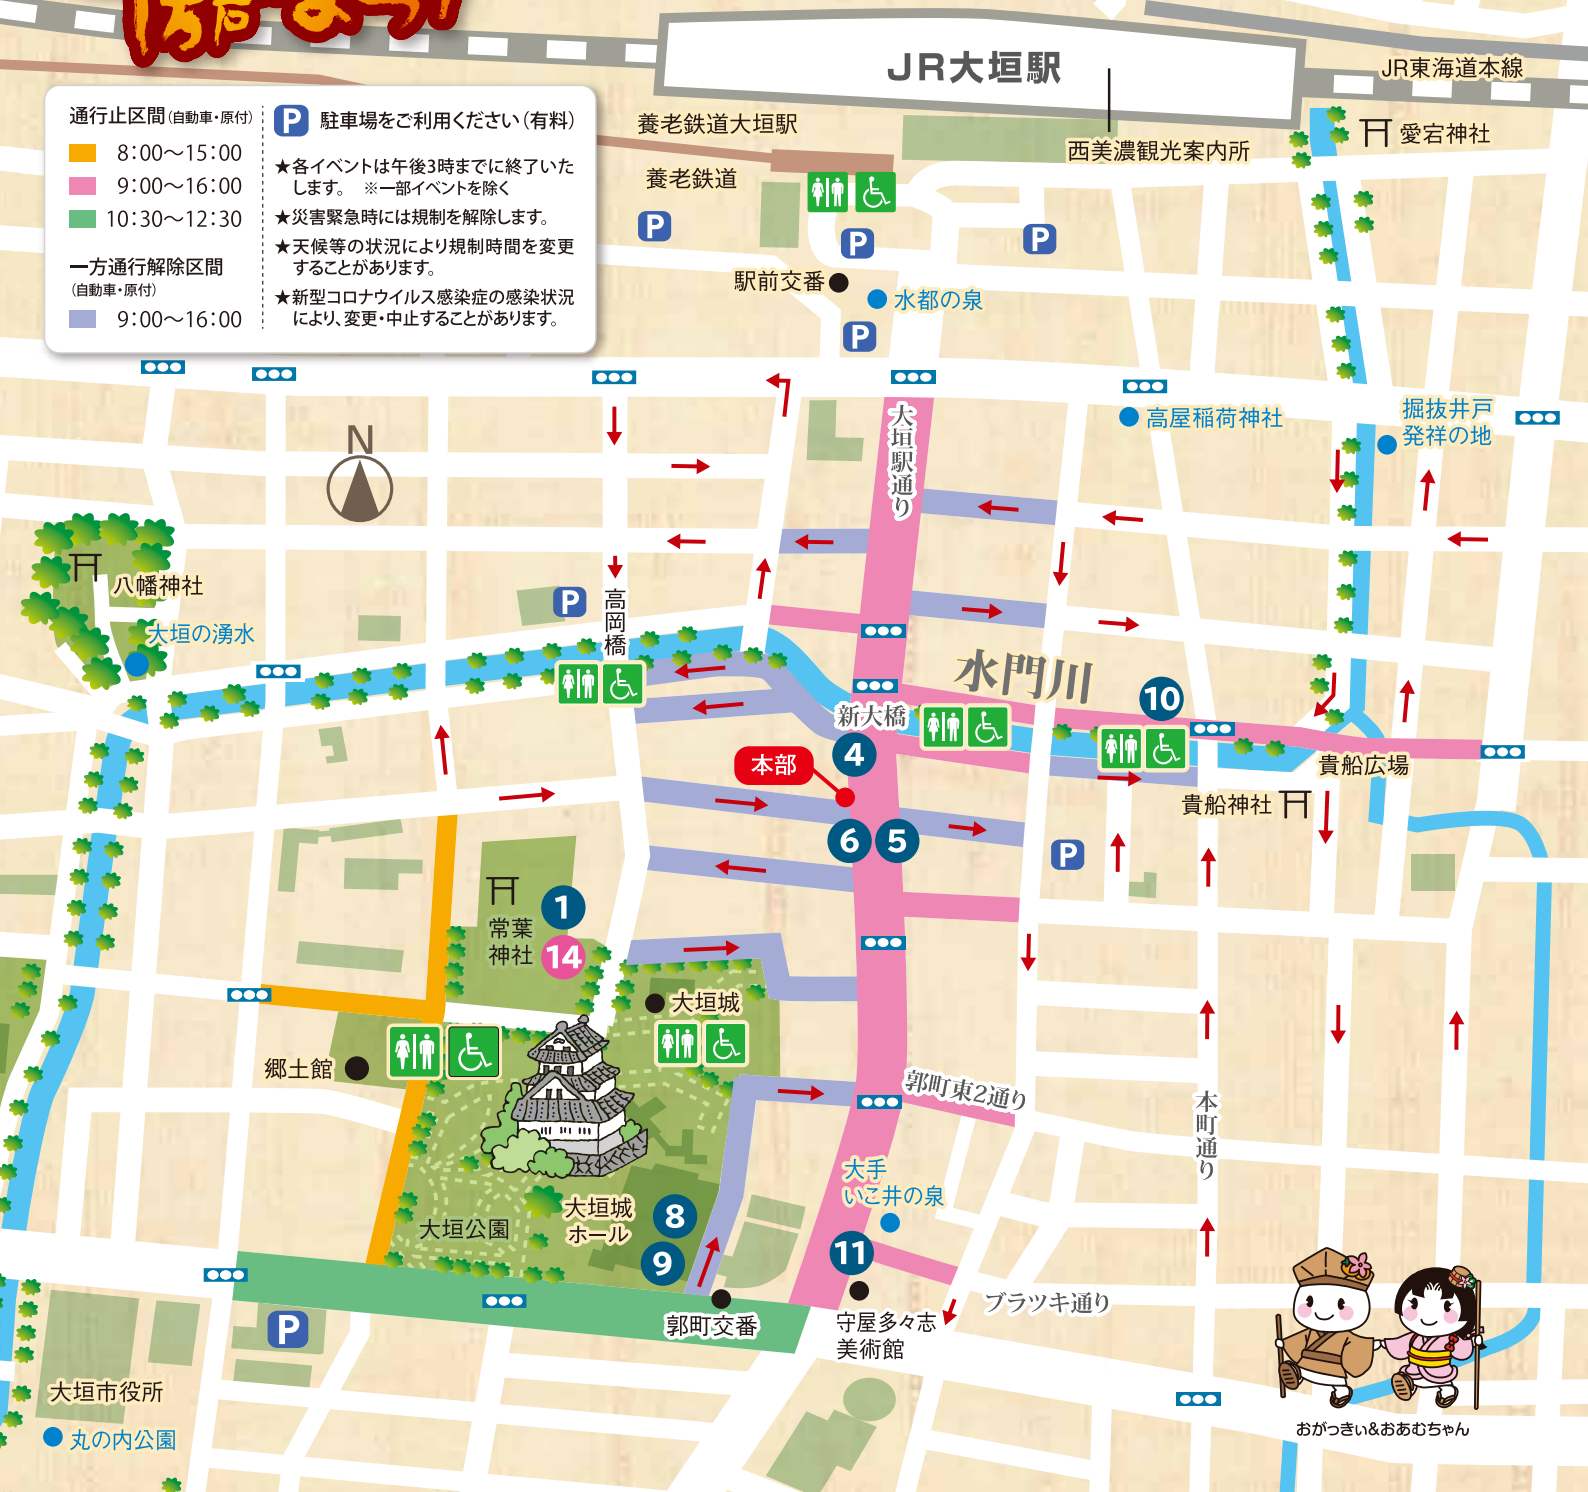 JR大垣駅
JR東海道本線
通行止区間（自動車・原付）
8：00〜15：00
9：00〜16：00
10：30〜12：30
一方通行解除区間
（自動車・原付）
9：00〜16：00
P 駐車場をご利用ください（有料）
★各イベントは午後3時までに終了いた
します。 ※一部イベントを除く
★災害緊急時には規制を解除します。
★天候等の状況により規制時間を変更
することがあります。
★新型コロナウイルス感染症の感染状況
により、変更・中止することがあります。
養老鉄道大垣駅
養老鉄道
西美濃観光案内所
愛宕神社
P
P
P
駅前交番
水都の泉
P
大垣駅通り
高屋稲荷神社
掘抜井戸
発祥の地
N
八幡神社
大垣の湧水
P
高岡橋
水門川
新大橋
10
4
本部
貴船広場
貴船神社
6
5
P
1
常葉
神社
14
大垣城
郷土館
郭町東2通り
本町通り
大手
いこ井の泉
大垣公園
大垣城
ホール
8
9
11
郭町交番
守屋多々志
美術館
ブラツキ通り
P
大垣市役所
丸の内公園
おがっきぃ&おあむちゃん